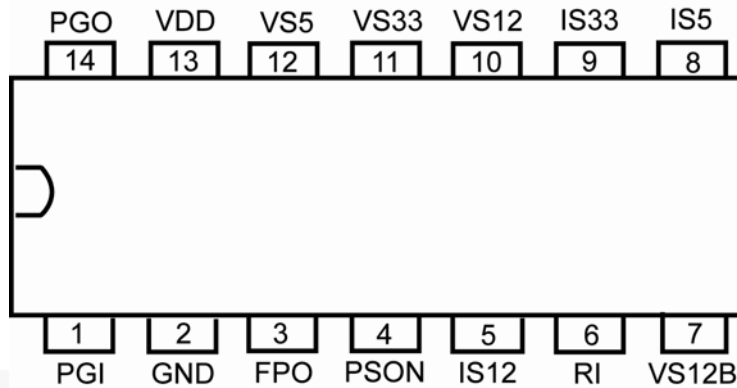 PGO VDD VS5 VS33 VS12 IS33 IS5
14 13 12 11 10 9 8
1 2 3 4 5 6 7
PGI GND FPO PSON IS12 RI VS12B